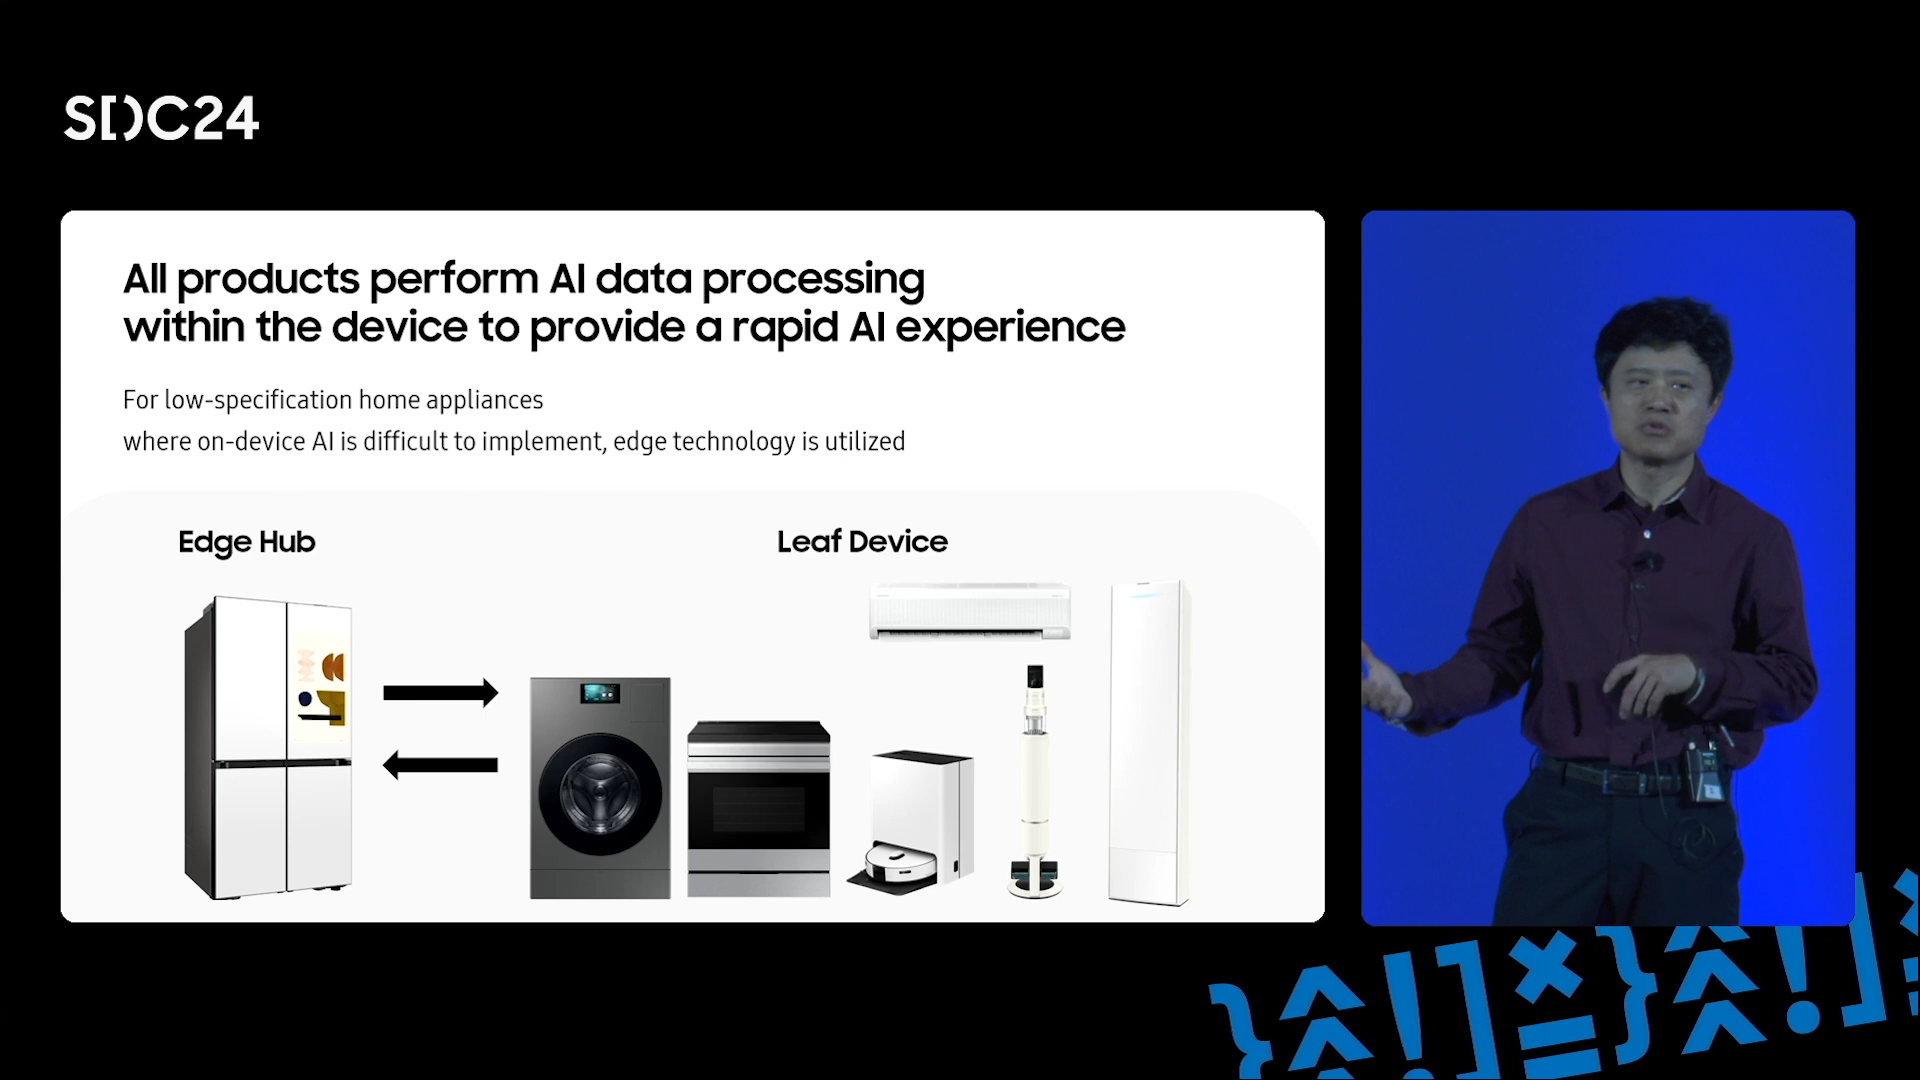 SDC24
All products perform AI data processing
within the device to provide a rapid AI experience
For low-specification home appliances
where on-device AI is difficult to implement, edge technology is utilized
Edge Hub
Leaf Device